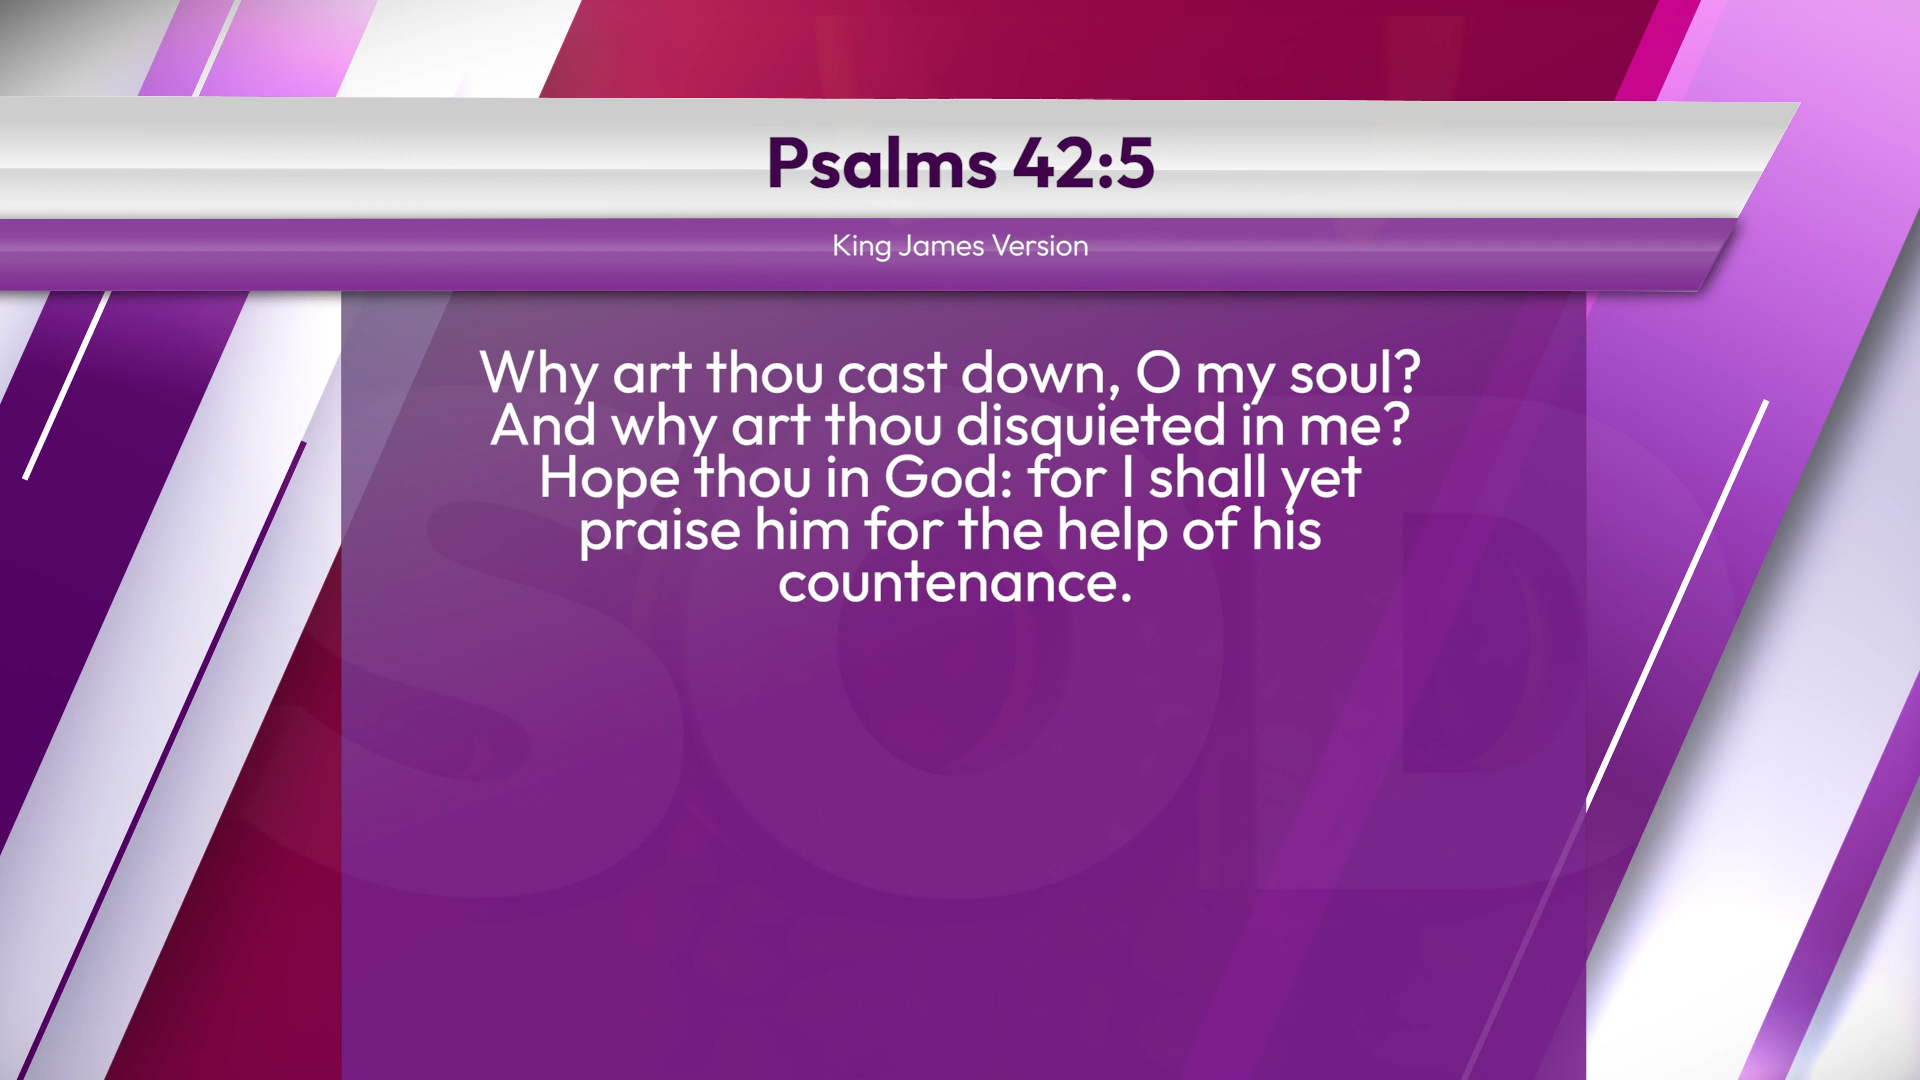 Psalms 42:5
King James Version
Why art thou cast down, O my soul?
And why art thou disquieted in me?
Hope thou in God: for I shall yet
praise him for the help of his
countenance.
SOD